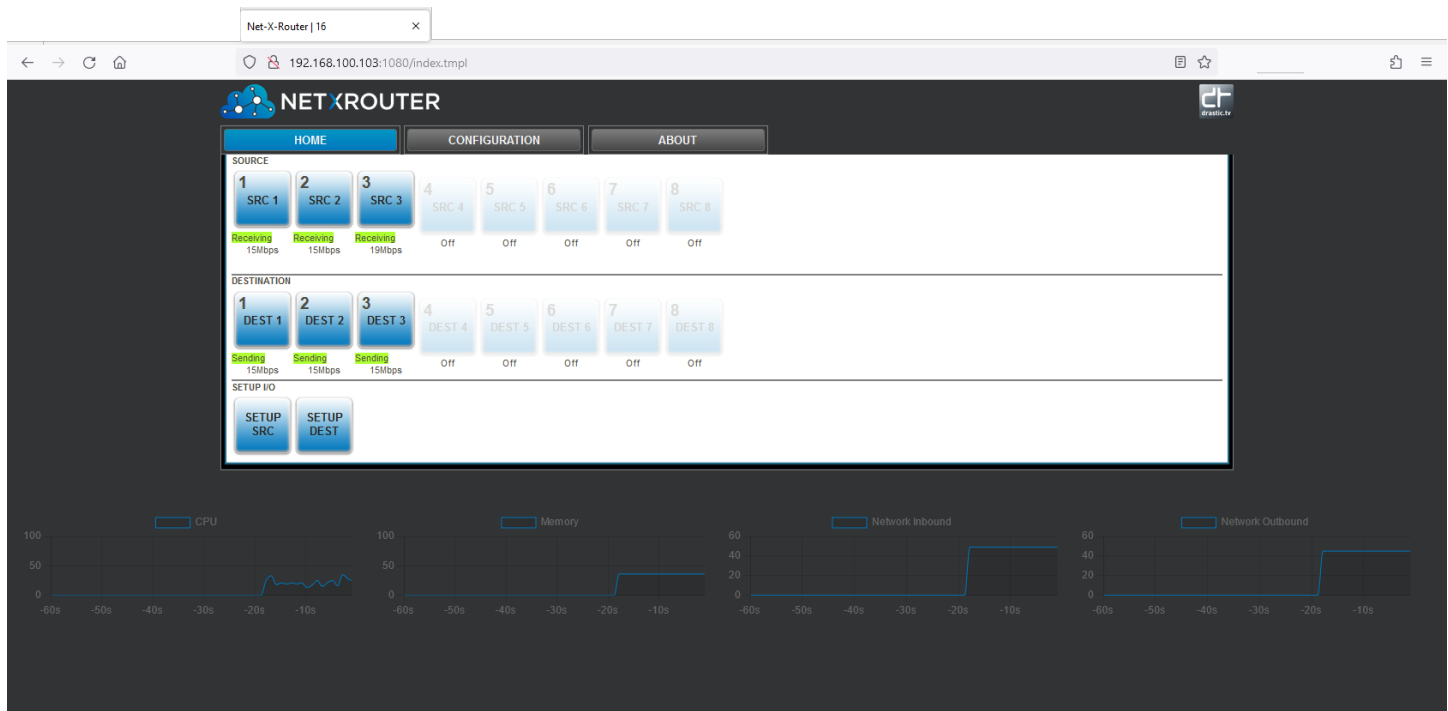 Net-X-Router | 16
192.168.100.103:1080/index.tmpl
NETXROUTER
drastic.tv
HOME CONFIGURATION ABOUT
SOURCE
1 2 3 4 5 6 7 8
SRC 1 SRC 2 SRC 3 SRC 4 SRC 5 SRC 6 SRC 7 SRC 8
Receiving Receiving Receiving Off Off Off Off Off
15Mbps 15Mbps 19Mbps
DESTINATION
1 2 3 4 5 6 7 8
DEST 1 DEST 2 DEST 3 DEST 4 DEST 5 DEST 6 DEST 7 DEST 8
Sending Sending Sending Off Off Off Off Off
15Mbps 15Mbps 15Mbps
SETUP I/O
SETUP SETUP
SRC DEST
CPU Memory Network Inbound Network Outbound
100 100 60 60
40 40
50 50
20 20
0 0 0 0
-60s -50s -40s -30s -20s -10s -60s -50s -40s -30s -20s -10s -60s -50s -40s -30s -20s -10s -60s -50s -40s -30s -20s -10s